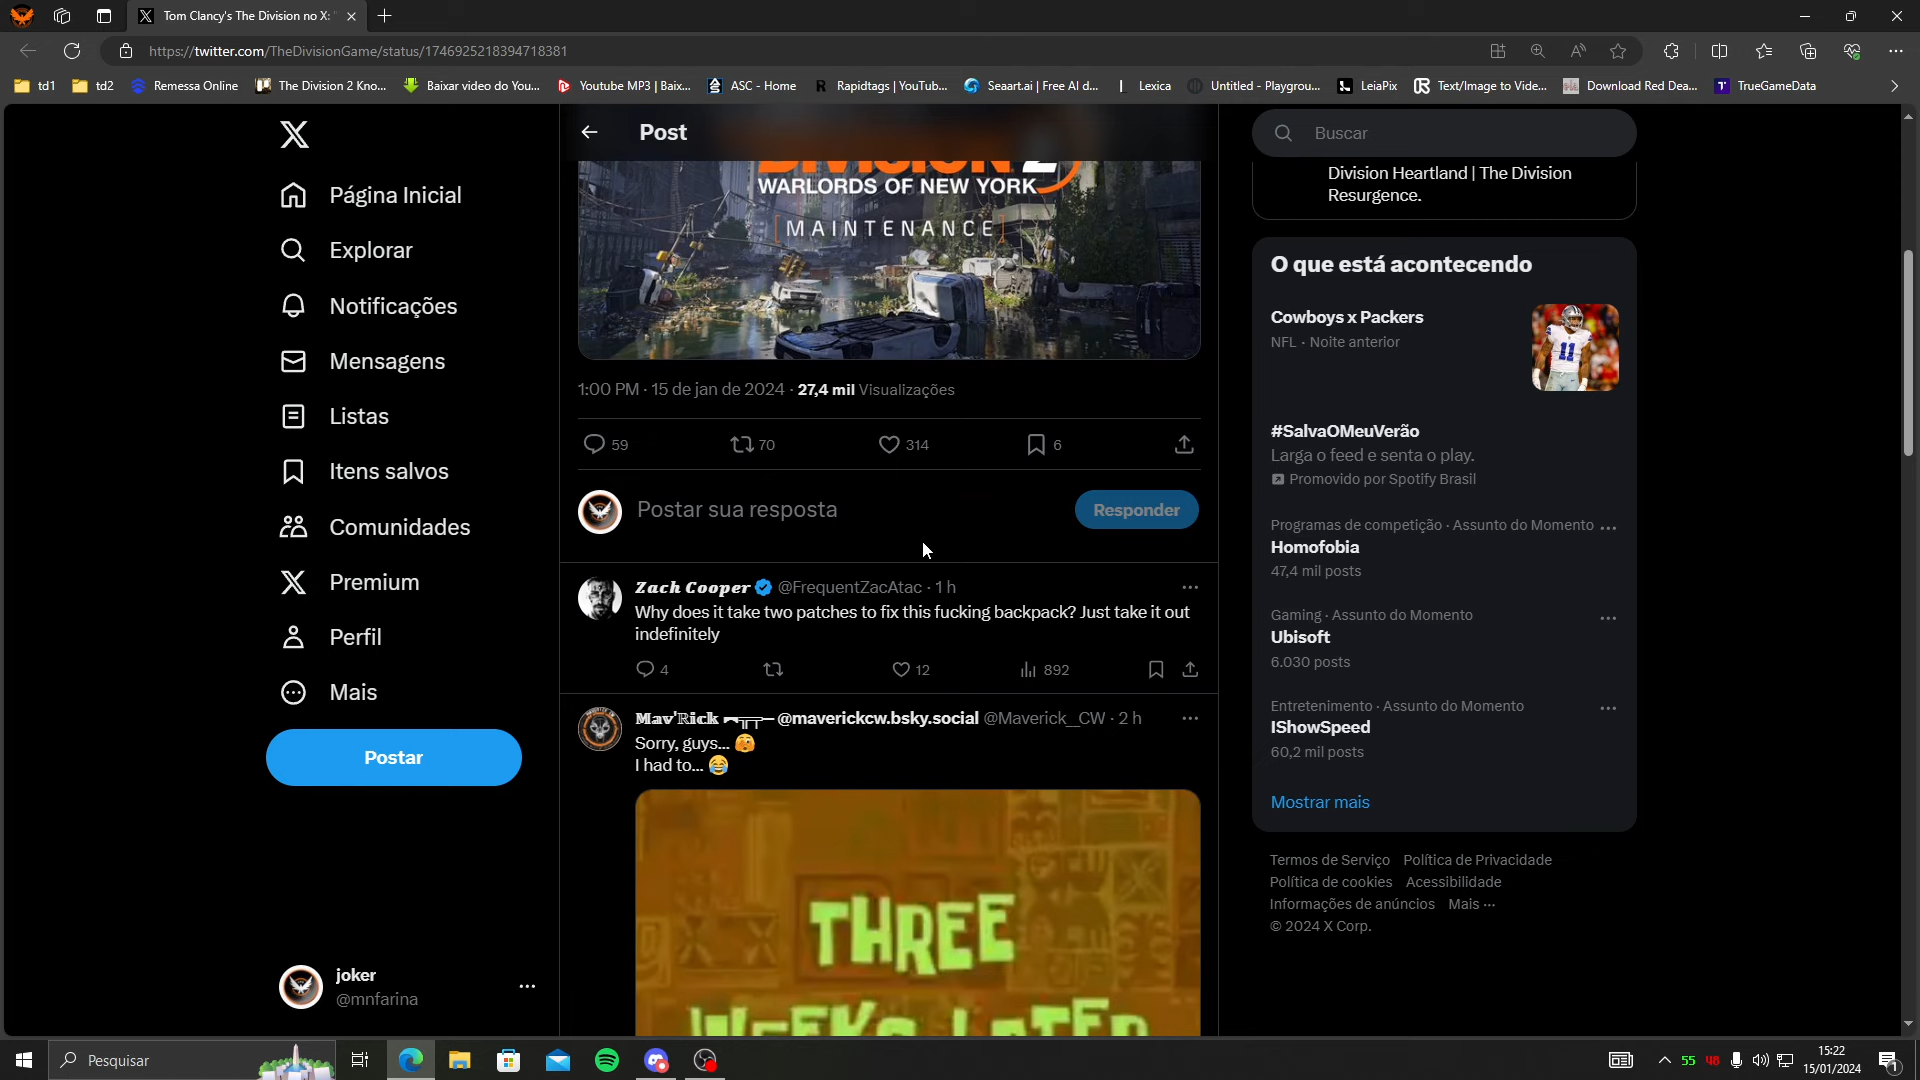 Tom Clancy's The Division no X: "
https://twitter.com/TheDivisionGame/status/1746925218394718381
td1
td2
Remessa Online
The Division 2 Kno...
Baixar video do You...
Youtube MP3 | Baix...
ASC - Home
Rapidtags | YouTub...
Seaart.ai | Free AI d...
Lexica
Untitled - Playgrou...
LeiaPix
Text/Image to Vide...
Download Red Dea...
TrueGameData
Página Inicial
Explorar
Notificações
Mensagens
Listas
Itens salvos
Comunidades
Premium
Perfil
Mais
Postar
joker
@mnfarina
Post
DIVISION 2
WARLORDS OF NEW YORK
[MAINTENANCE]
1:00 PM · 15 de jan de 2024 · 27,4 mil Visualizações
59 70 314 6
Postar sua resposta
Responder
Zach Cooper @FrequentZacAtac · 1 h
Why does it take two patches to fix this fucking backpack? Just take it out
indefinitely
4 12 892
Mav'Rick ︻╦╤─ @maverickcw.bsky.social @Maverick_CW · 2 h
Sorry, guys... 🫣
I had to... 😂
THREE
WEEKS LATER
Buscar
Division Heartland | The Division
Resurgence.
O que está acontecendo
Cowboys x Packers
NFL · Noite anterior
11
#SalvaOMeuVerão
Larga o feed e senta o play.
Promovido por Spotify Brasil
Programas de competição · Assunto do Momento
Homofobia
47,4 mil posts
Gaming · Assunto do Momento
Ubisoft
6.030 posts
Entretenimento · Assunto do Momento
IShowSpeed
60,2 mil posts
Mostrar mais
Termos de Serviço Política de Privacidade
Política de cookies Acessibilidade
Informações de anúncios Mais ···
© 2024 X Corp.
Pesquisar
55 48
15:22
15/01/2024
1